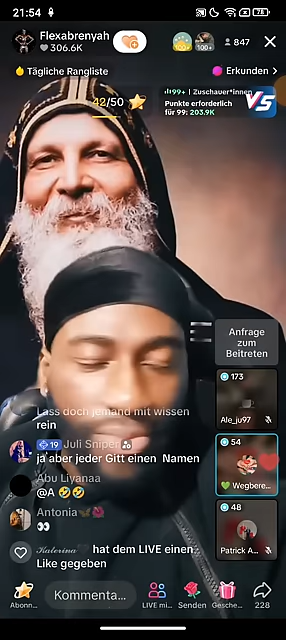 21:54
78
Flexabrenyah
306.6K
100+
847
Tägliche Rangliste
Erkunden >
42/50
99+ | Zuschauer*innen
VS
Punkte erforderlich
für 99: 203.9K
Anfrage
zum
Beitreten
173
Ale_ju97
54
Wegbere...
48
Patrick A...
Lass doch jemand mit wissen
rein
19 Juli Sniper
ja aber jeder Gitt einen Namen
Abu Liyanaa
@A 🤣🤣
Antonia🦋🌺
👀
Katerina🤍 hat dem LIVE einen
Like gegeben
Abonn...
Kommenta...
LIVE mi...
Senden
Gesche...
228